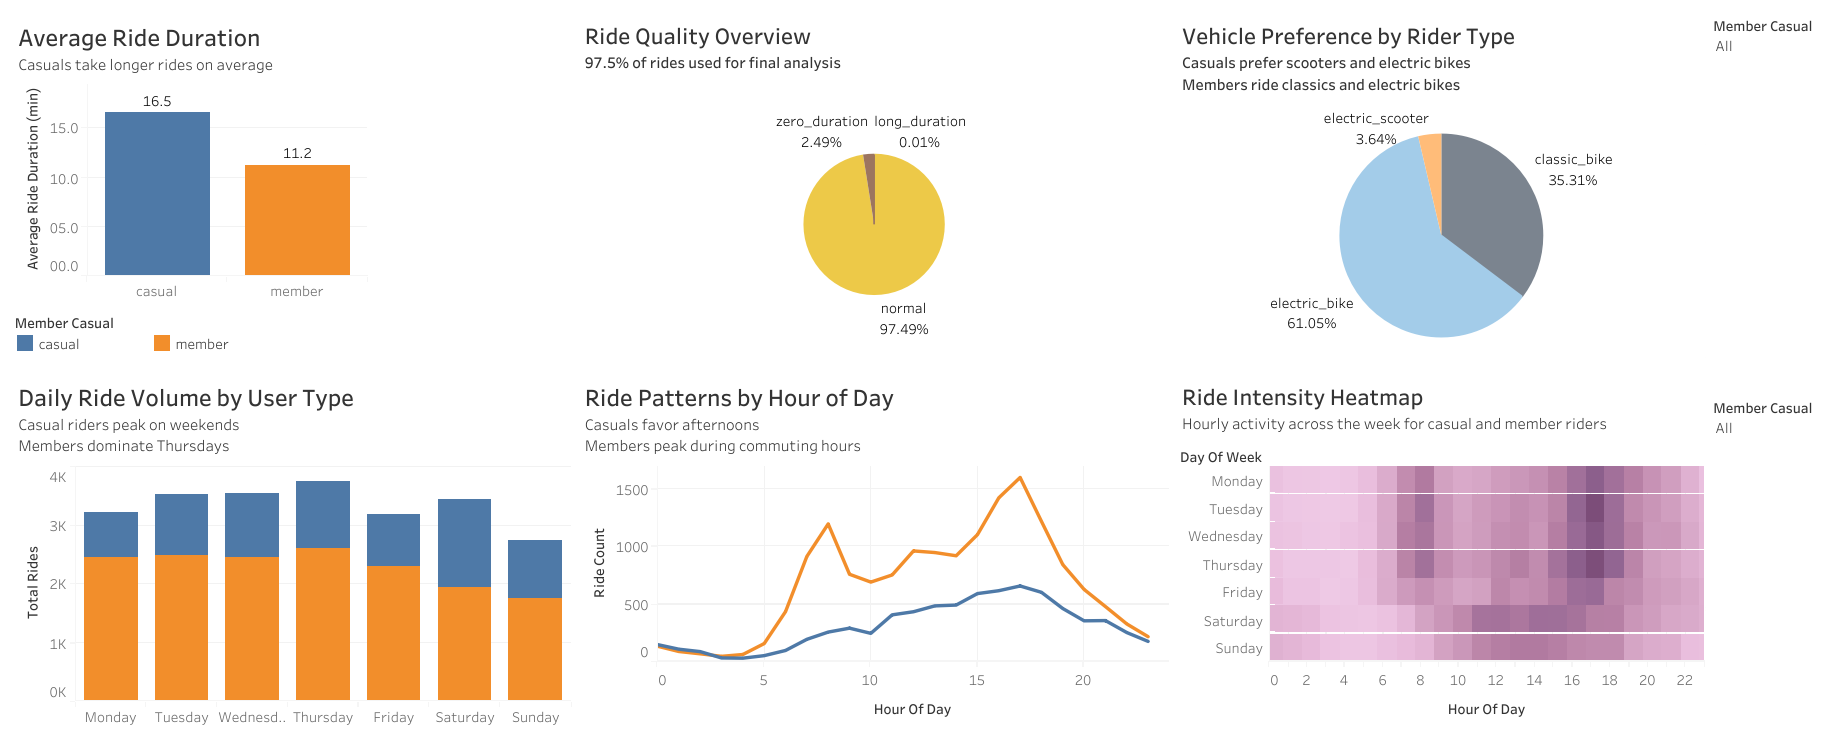 Average Ride Duration
Casuals take longer rides on average
Average Ride Duration (min)
15.0
10.0
05.0
00.0
16.5
11.2
casual
member
Member Casual
casual
member
Ride Quality Overview
97.5% of rides used for final analysis
zero_duration
2.49%
long_duration
0.01%
normal
97.49%
Vehicle Preference by Rider Type
Casuals prefer scooters and electric bikes
Members ride classics and electric bikes
electric_scooter
3.64%
classic_bike
35.31%
electric_bike
61.05%
Member Casual
All
Daily Ride Volume by User Type
Casual riders peak on weekends
Members dominate Thursdays
Total Rides
4K
3K
2K
1K
0K
Monday
Tuesday
Wednesd..
Thursday
Friday
Saturday
Sunday
Ride Patterns by Hour of Day
Casuals favor afternoons
Members peak during commuting hours
Ride Count
1500
1000
500
0
0
5
10
15
20
Hour Of Day
Ride Intensity Heatmap
Hourly activity across the week for casual and member riders
Day Of Week
Monday
Tuesday
Wednesday
Thursday
Friday
Saturday
Sunday
0
2
4
6
8
10
12
14
16
18
20
22
Hour Of Day
Member Casual
All